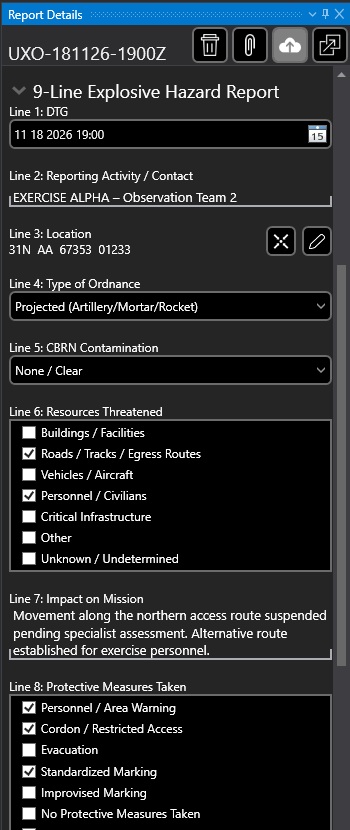 Report Details
UXO-181126-1900Z
9-Line Explosive Hazard Report
Line 1: DTG
11 18 2026 19:00
15
Line 2: Reporting Activity / Contact
EXERCISE ALPHA – Observation Team 2
Line 3: Location
31N AA 67353 01233
Line 4: Type of Ordnance
Projected (Artillery/Mortar/Rocket)
Line 5: CBRN Contamination
None / Clear
Line 6: Resources Threatened
Buildings / Facilities
Roads / Tracks / Egress Routes
Vehicles / Aircraft
Personnel / Civilians
Critical Infrastructure
Other
Unknown / Undetermined
Line 7: Impact on Mission
Movement along the northern access route suspended
pending specialist assessment. Alternative route
established for exercise personnel.
Line 8: Protective Measures Taken
Personnel / Area Warning
Cordon / Restricted Access
Evacuation
Standardized Marking
Improvised Marking
No Protective Measures Taken